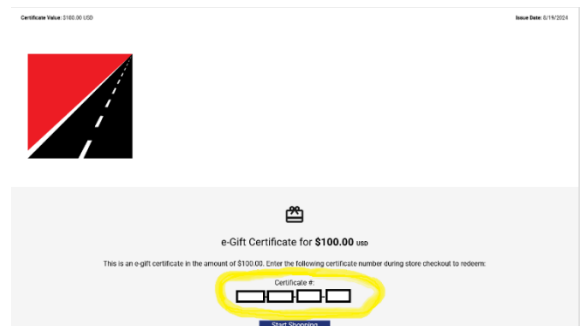 Certificate Value: $100.00 USD
Issue Date: 8/19/2024
e-Gift Certificate for $100.00 USD
This is an e-gift certificate in the amount of $100.00. Enter the following certificate number during store checkout to redeem:
Certificate #:
Start Shopping